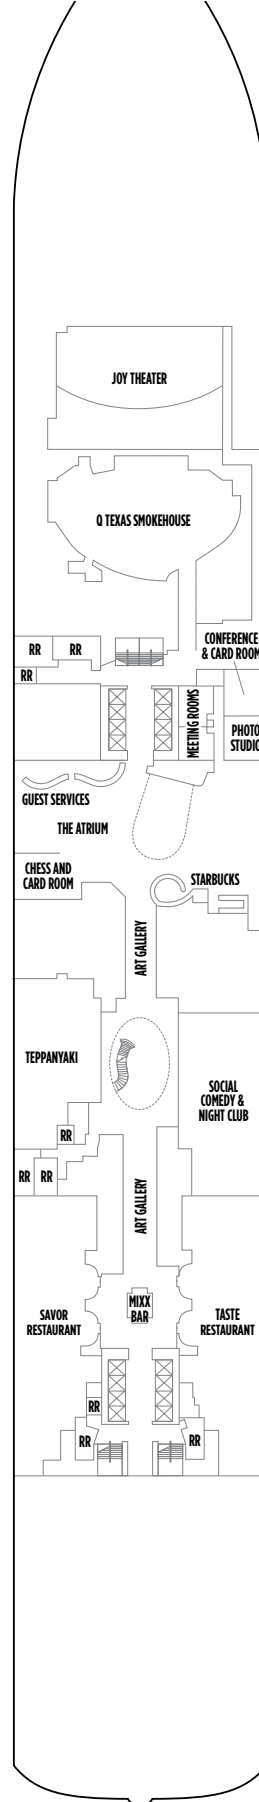 JOY THEATER
Q TEXAS SMOKEHOUSE
CONFERENCE
& CARD ROOM
RR
RR
RR
MEETING ROOMS
PHOTO
STUDIO
GUEST SERVICES
THE ATRIUM
CHESS AND
CARD ROOM
STARBUCKS
ART GALLERY
TEPPANYAKI
SOCIAL
COMEDY &
NIGHT CLUB
RR
RR
RR
ART GALLERY
MIXX
BAR
SAVOR
RESTAURANT
TASTE
RESTAURANT
RR
RR
RR